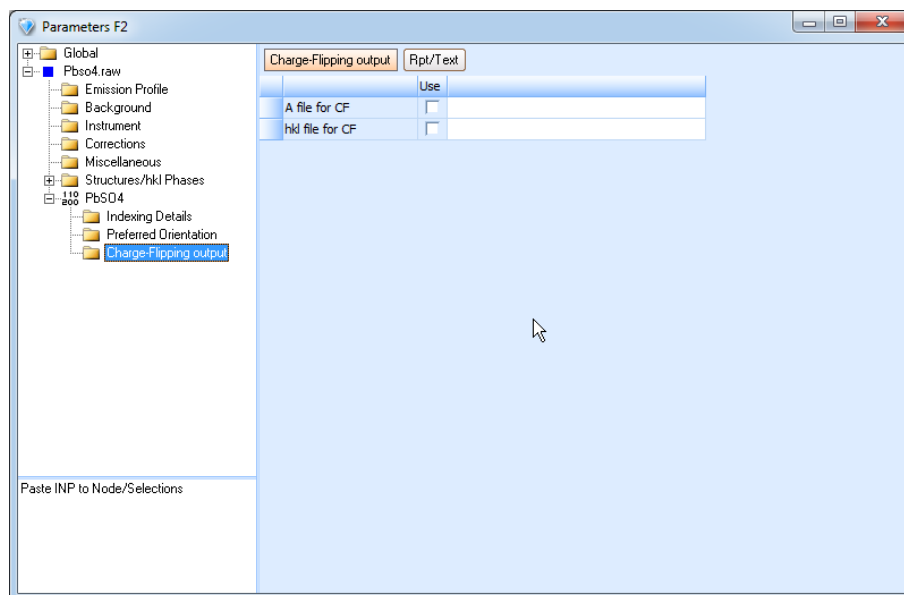 Parameters F2
Global
Pbso4.raw
Emission Profile
Background
Instrument
Corrections
Miscellaneous
Structures/hkl Phases
110
200 PbSO4
Indexing Details
Preferred Orientation
Charge-Flipping output
Paste INP to Node/Selections
Charge-Flipping output Rpt/Text
Use
A file for CF
hkl file for CF